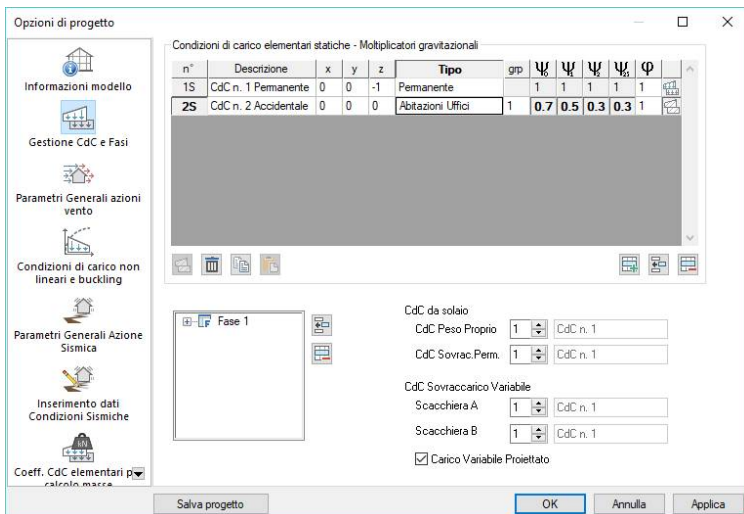 Opzioni di progetto
Informazioni modello
Gestione CdC e Fasi
Parametri Generali azioni
vento
Condizioni di carico non
lineari e buckling
Parametri Generali Azione
Sismica
Inserimento dati
Condizioni Sismiche
kN
Coeff. CdC elementari p
calcolo masse
Condizioni di carico elementari statiche - Moltiplicatori gravitazionali
n° Descrizione x y z Tipo grp Ψ0 Ψ1 Ψ2 Ψ21 φ
1S CdC n. 1 Permanente 0 0 -1 Permanente 1 1 1 1 1
2S CdC n. 2 Accidentale 0 0 0 Abitazioni Uffici 1 0.7 0.5 0.3 0.3 1
F Fase 1
CdC da solaio
CdC Peso Proprio 1 CdC n. 1
CdC Sovrac.Perm. 1 CdC n. 1
CdC Sovraccarico Variabile
Scacchiera A 1 CdC n. 1
Scacchiera B 1 CdC n. 1
Carico Variabile Proiettato
Salva progetto OK Annulla Applica